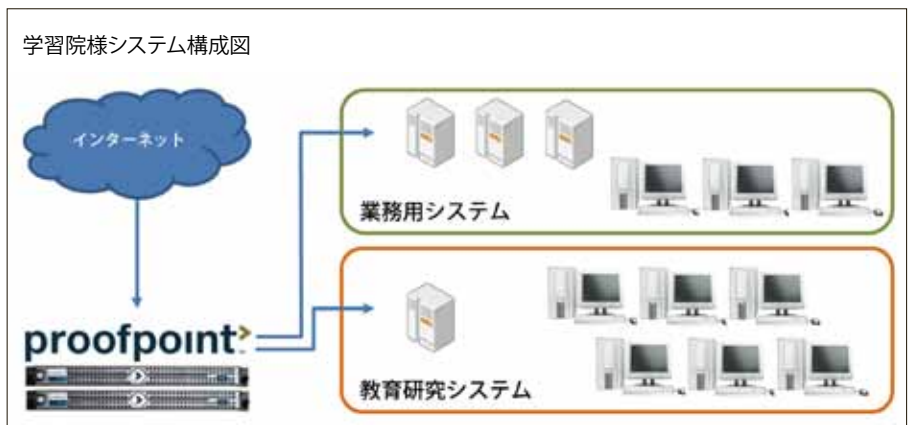 学習院様システム構成図
インターネット
業務用システム
proofpoint
教育研究システム